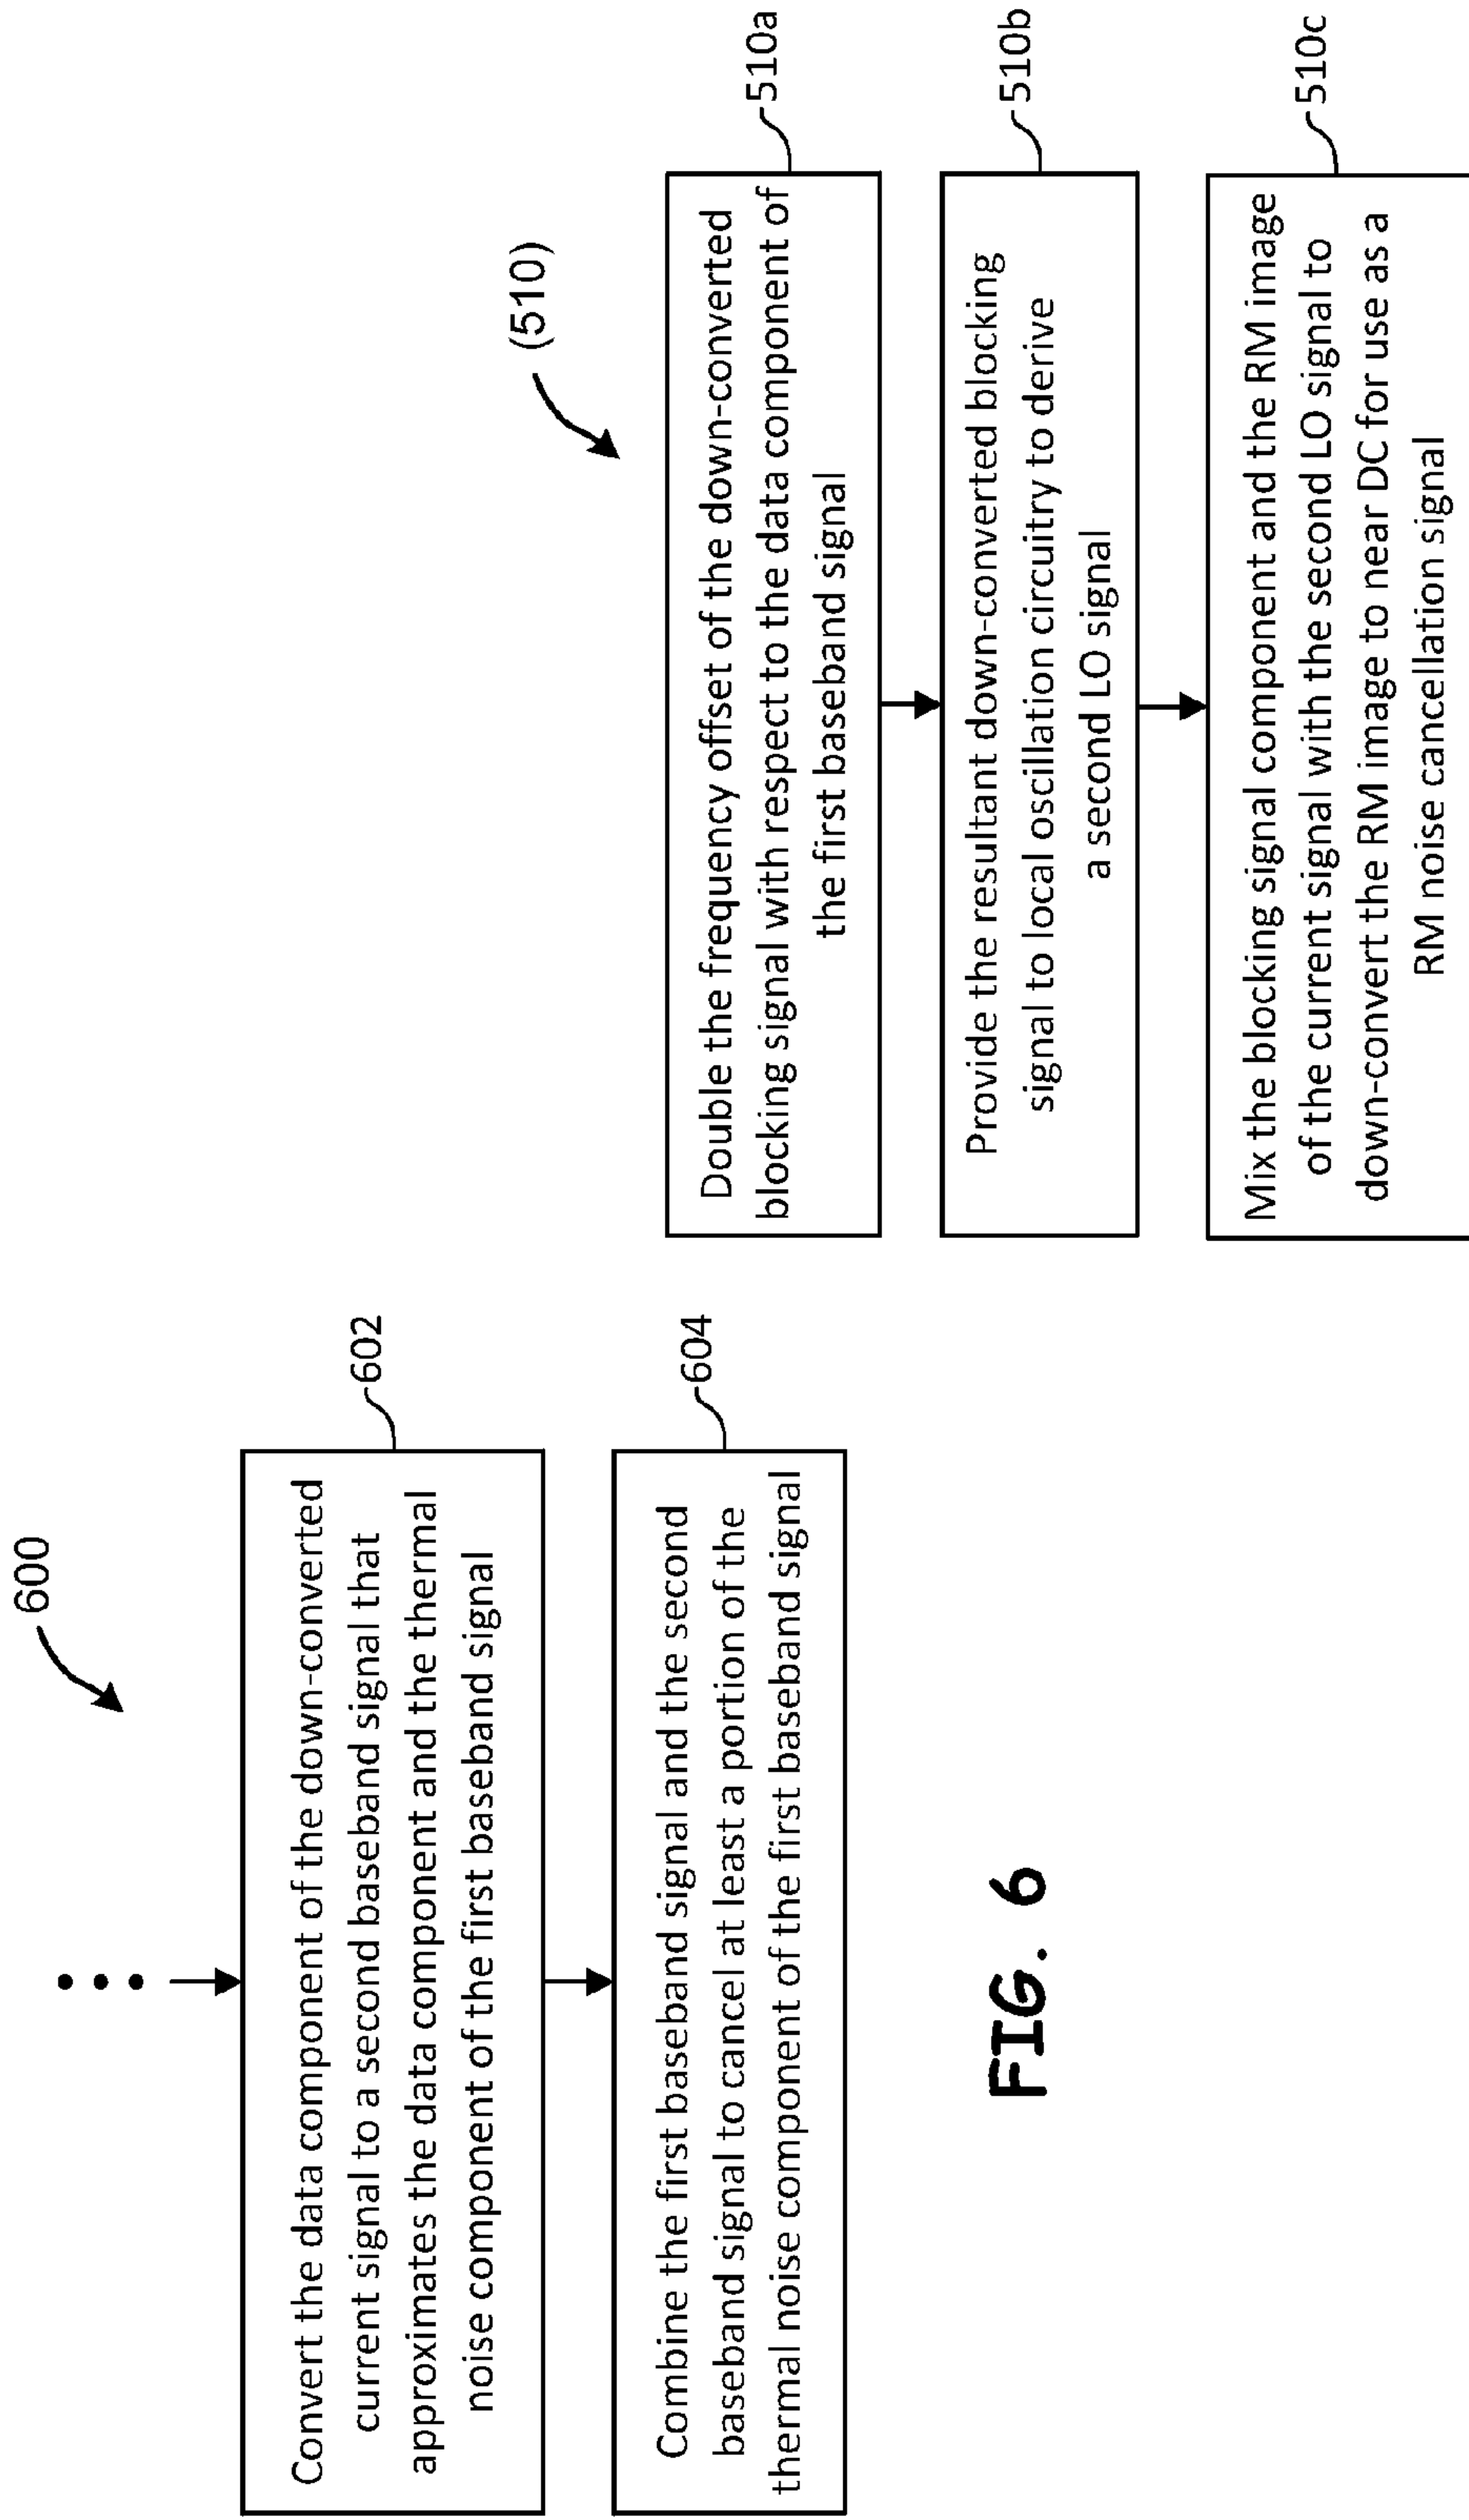 600
Convert the data component of the down-converted
current signal to a second baseband signal that
approximates the data component and the thermal
noise component of the first baseband signal
602
Combine the first baseband signal and the second
baseband signal to cancel at least a portion of the
thermal noise component of the first baseband signal
604
FIG. 6
(510)
Double the frequency offset of the down-converted
blocking signal with respect to the data component of
the first baseband signal
510a
Provide the resultant down-converted blocking
signal to local oscillation circuitry to derive
a second LO signal
510b
Mix the blocking signal component and the RM image
of the current signal with the second LO signal to
down-convert the RM image to near DC for use as a
RM noise cancellation signal
510c